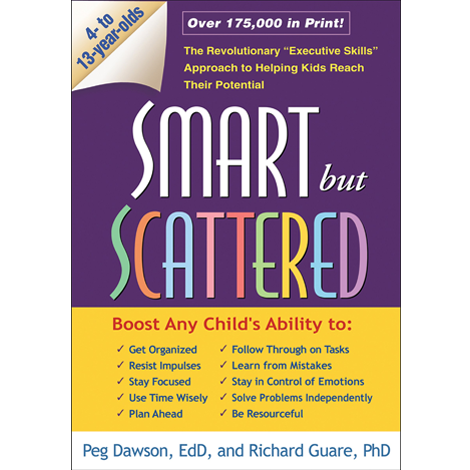 4- to
13-year-olds
Over 175,000 in Print!
The Revolutionary “Executive Skills”
Approach to Helping Kids Reach
Their Potential
SMART but
SCATTERED
Boost Any Child's Ability to:
✓ Get Organized
✓ Resist Impulses
✓ Stay Focused
✓ Use Time Wisely
✓ Plan Ahead
✓ Follow Through on Tasks
✓ Learn from Mistakes
✓ Stay in Control of Emotions
✓ Solve Problems Independently
✓ Be Resourceful
Peg Dawson, EdD, and Richard Guare, PhD